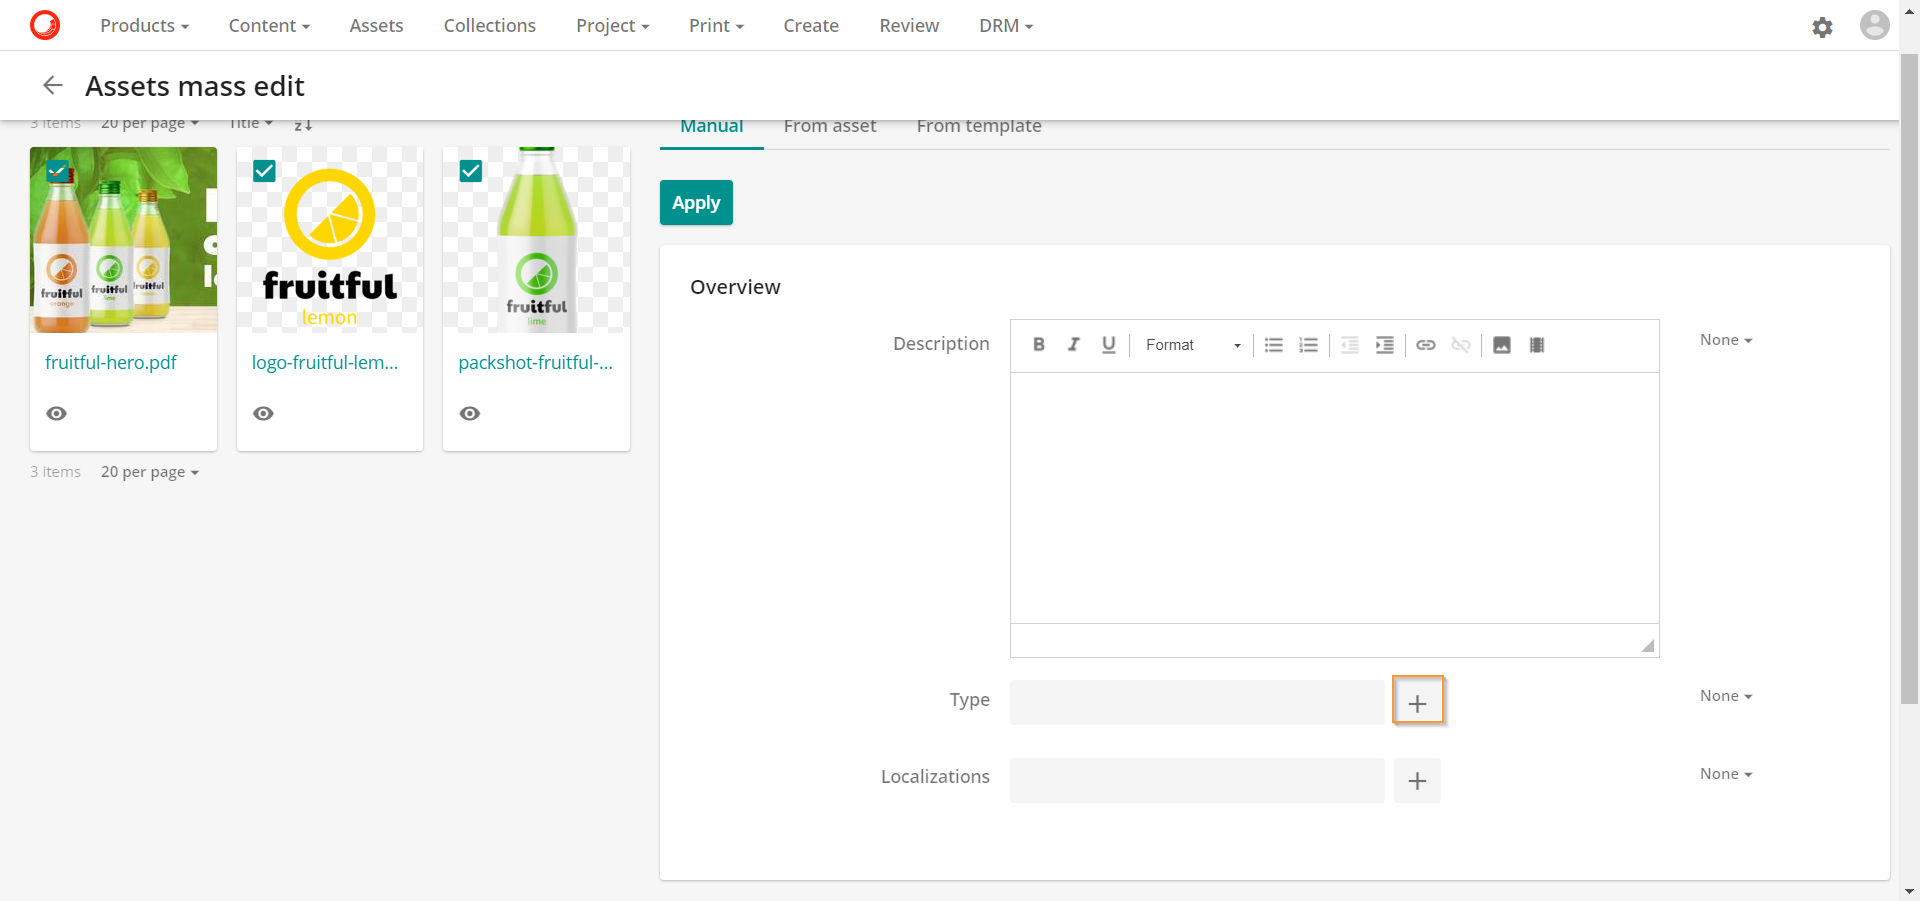 Products Content Assets Collections Project Print Create Review DRM
Assets mass edit
3 items 20 per page Title
Manual From asset From template
Apply
fruitful
orange
fruitful
lime
fruitful
fruitful
lemon
fruitful
lime
fruitful-hero.pdf
logo-fruitful-lem...
packshot-fruitful-...
3 items 20 per page
Overview
Description
Format
None
Type
None
Localizations
None